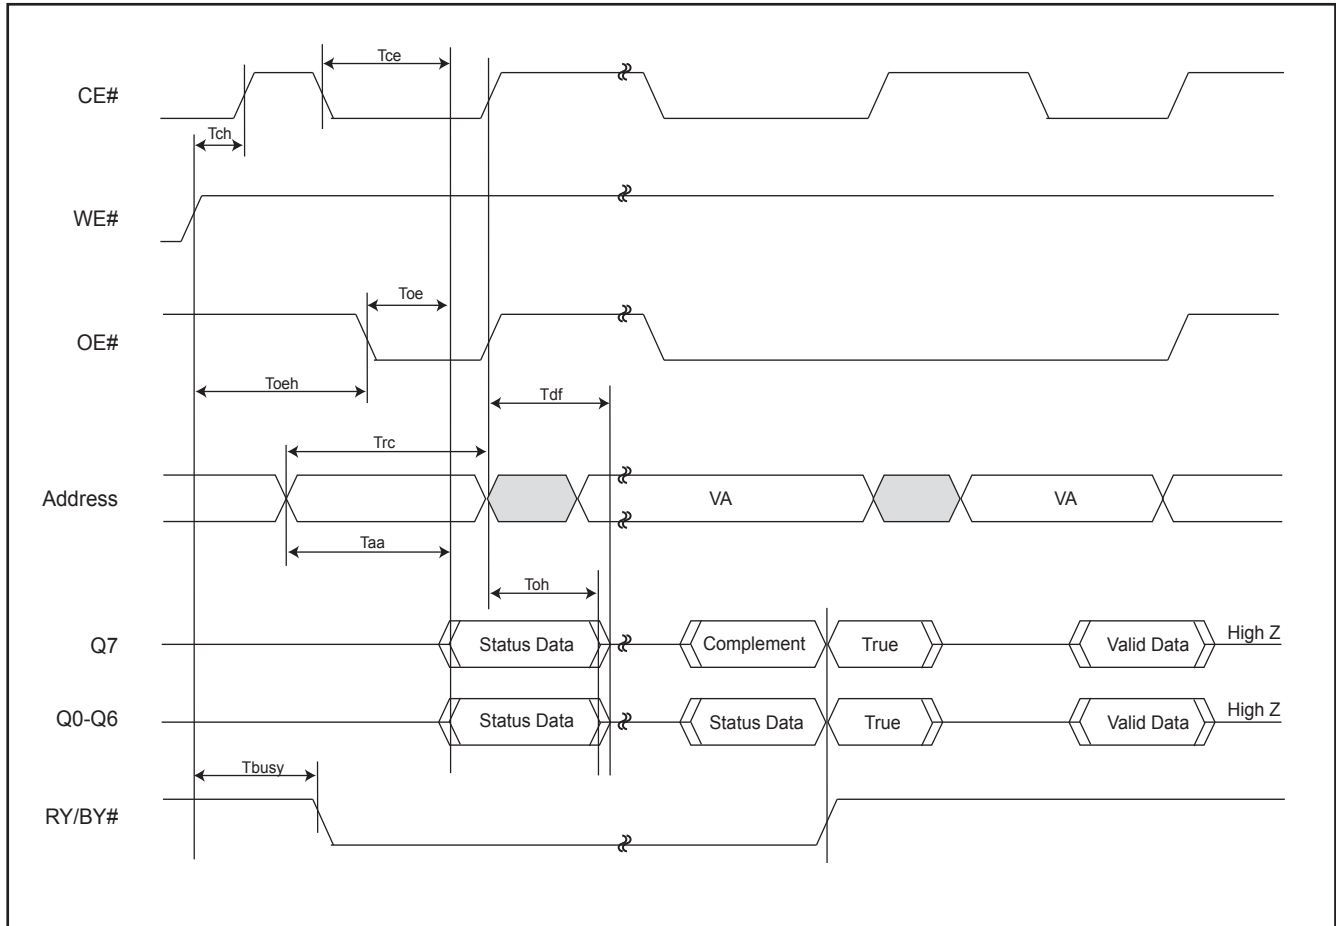 Tce
CE#
Tch
WE#
Toe
OE#
Toeh
Tdf
Trc
Address
VA
VA
Taa
Toh
Q7
Status Data
Complement
True
Valid Data
High Z
Q0-Q6
Status Data
Status Data
True
Valid Data
High Z
Tbusy
RY/BY#